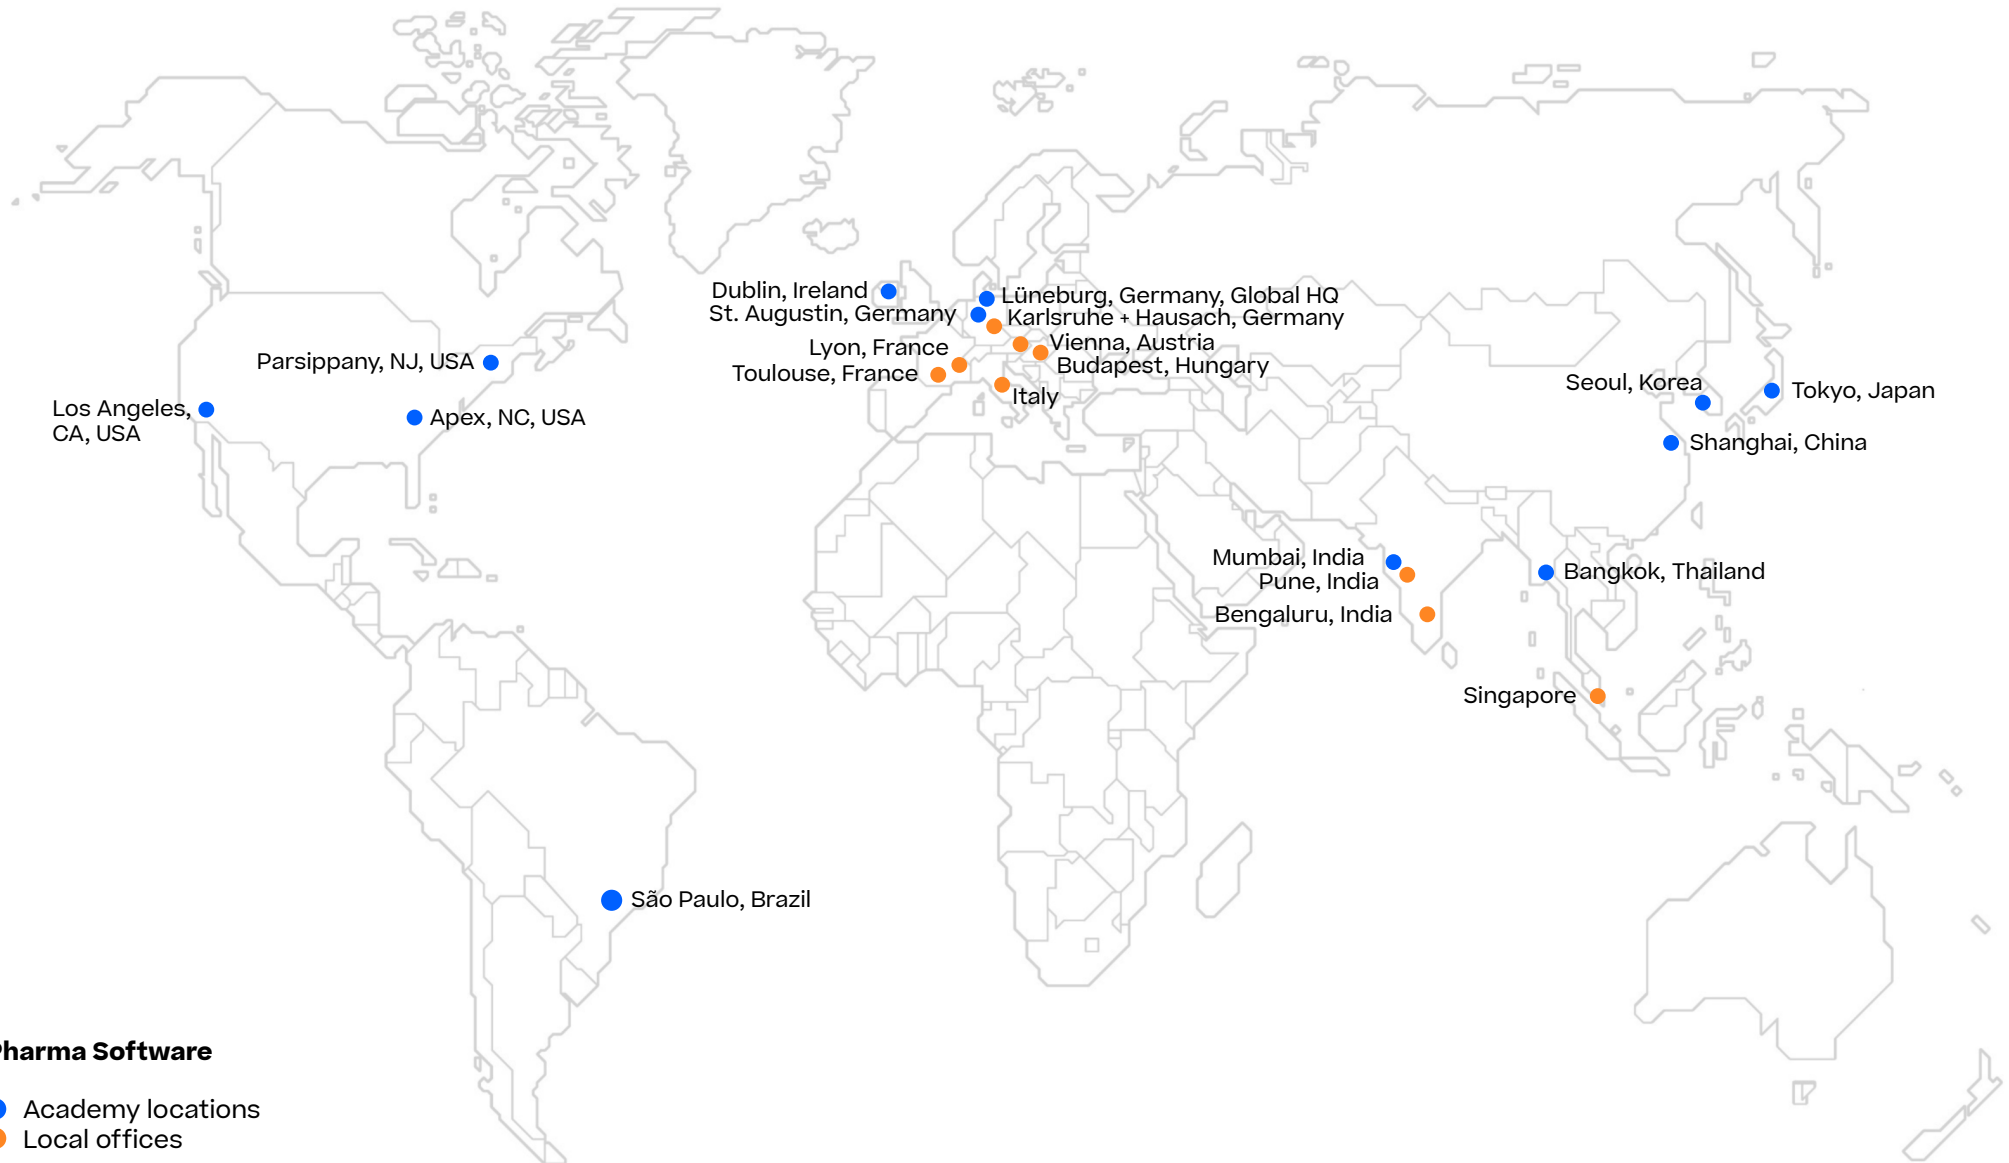 Dublin, Ireland
Lüneburg, Germany, Global HQ
St. Augustin, Germany
Karlsruhe + Hausach, Germany
Vienna, Austria
Lyon, France
Parsippany, NJ, USA
Budapest, Hungary
Toulouse, France
Seoul, Korea
Tokyo, Japan
Italy
Los Angeles,
CA, USA
Apex, NC, USA
Shanghai, China
Mumbai, India
Bangkok, Thailand
Pune, India
Bengaluru, India
Singapore
São Paulo, Brazil
Pharma Software
Academy locations
Local offices